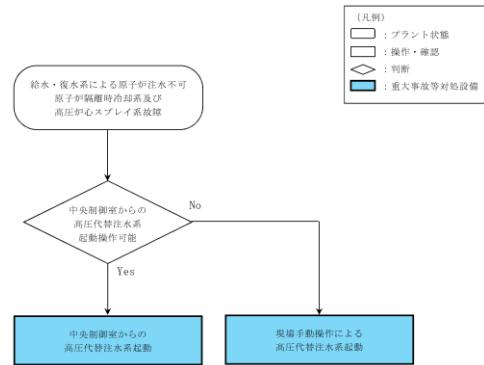 (凡例)
：プラント状態
：操作・確認
：判断
：重大事故等対処設備
給水・復水系による原子炉注水不可
原子炉隔離時冷却系及び
高圧炉心スプレイ系故障
中央制御室からの
高圧代替注水系
起動操作可能
No
Yes
中央制御室からの
高圧代替注水系起動
現場手動操作による
高圧代替注水系起動